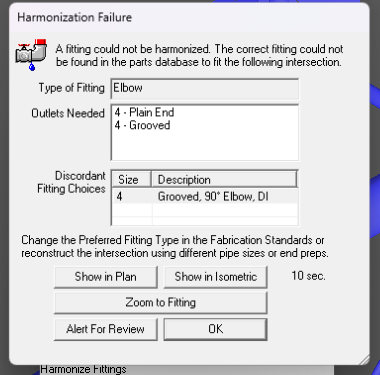 Harmonization Failure
A fitting could not be harmonized. The correct fitting could not
be found in the parts database to fit the following intersection.
Type of Fitting Elbow
Outlets Needed 4 - Plain End
4 - Grooved
Discordant
Fitting Choices
Size Description
4 Grooved, 90° Elbow, DI
Change the Preferred Fitting Type in the Fabrication Standards or
reconstruct the intersection using different pipe sizes or end preps.
Show in Plan Show in Isometric 10 sec.
Zoom to Fitting
Alert For Review OK
Harmonize Fittings